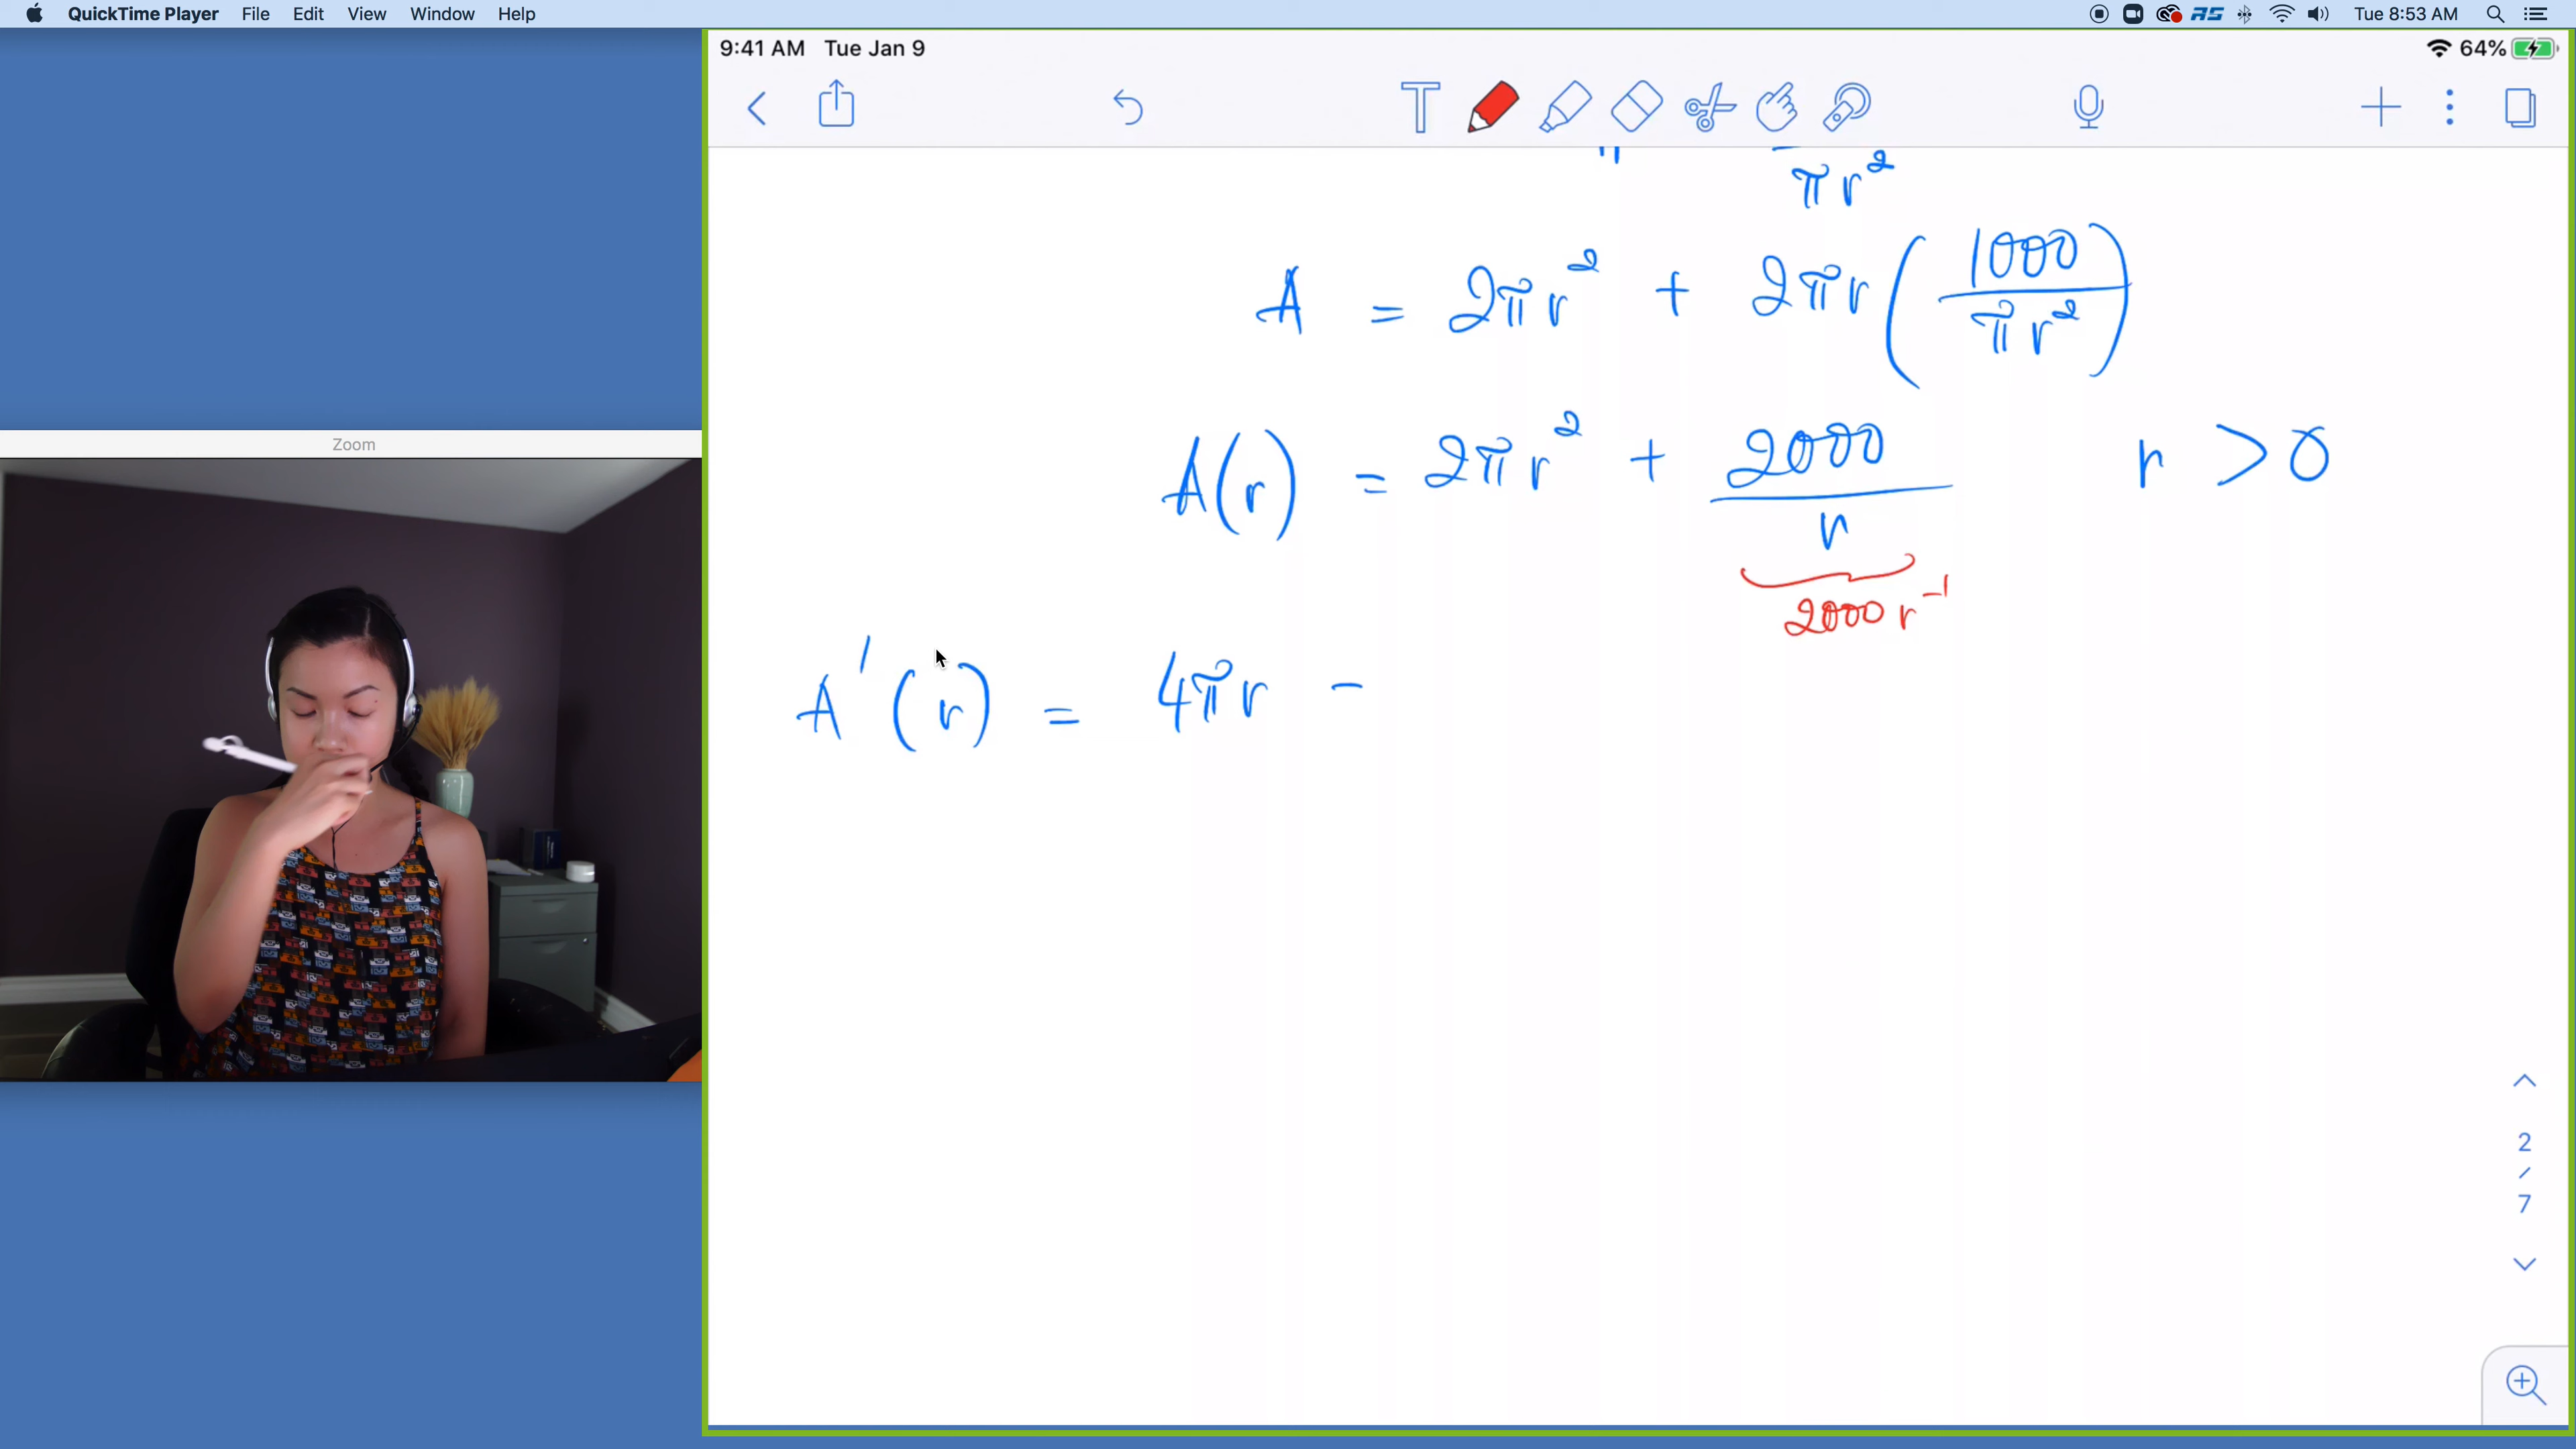 QuickTime Player File Edit View Window Help Tue 8:53 AM
9:41 AM Tue Jan 9 64%
πr²
A = 2πr² + 2πr(1000/πr²)
A(r) = 2πr² + 2000/r r > 0
2000 r⁻¹
A'(r) = 4πr -
Zoom
2
/
7